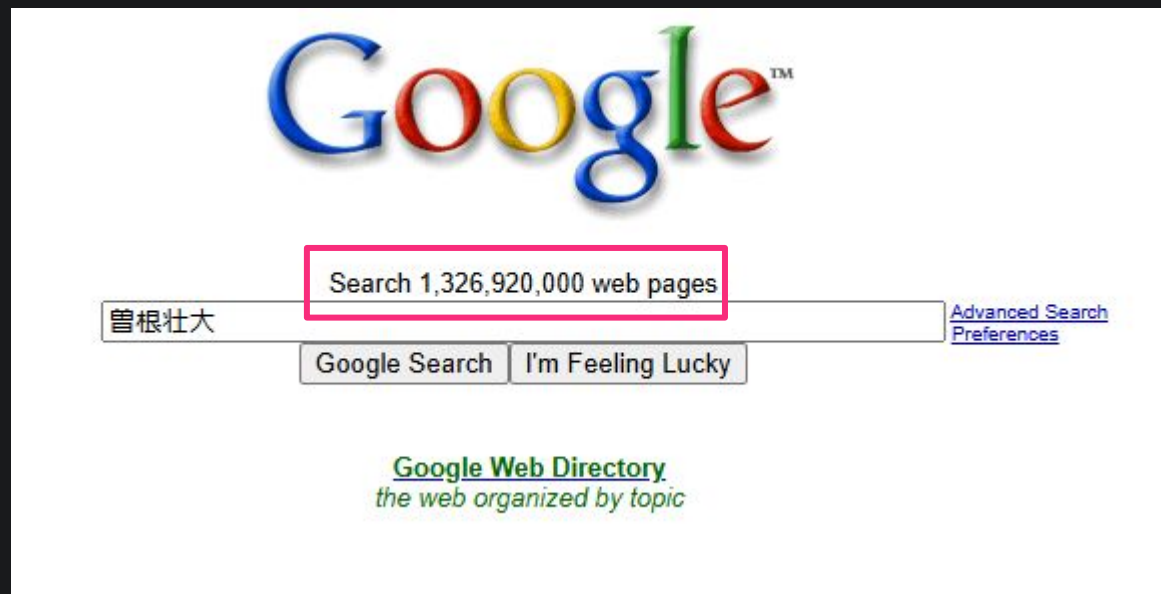 Google™
Search 1,326,920,000 web pages
曽根壮大
Advanced Search
Preferences
Google Search
I'm Feeling Lucky
Google Web Directory
the web organized by topic